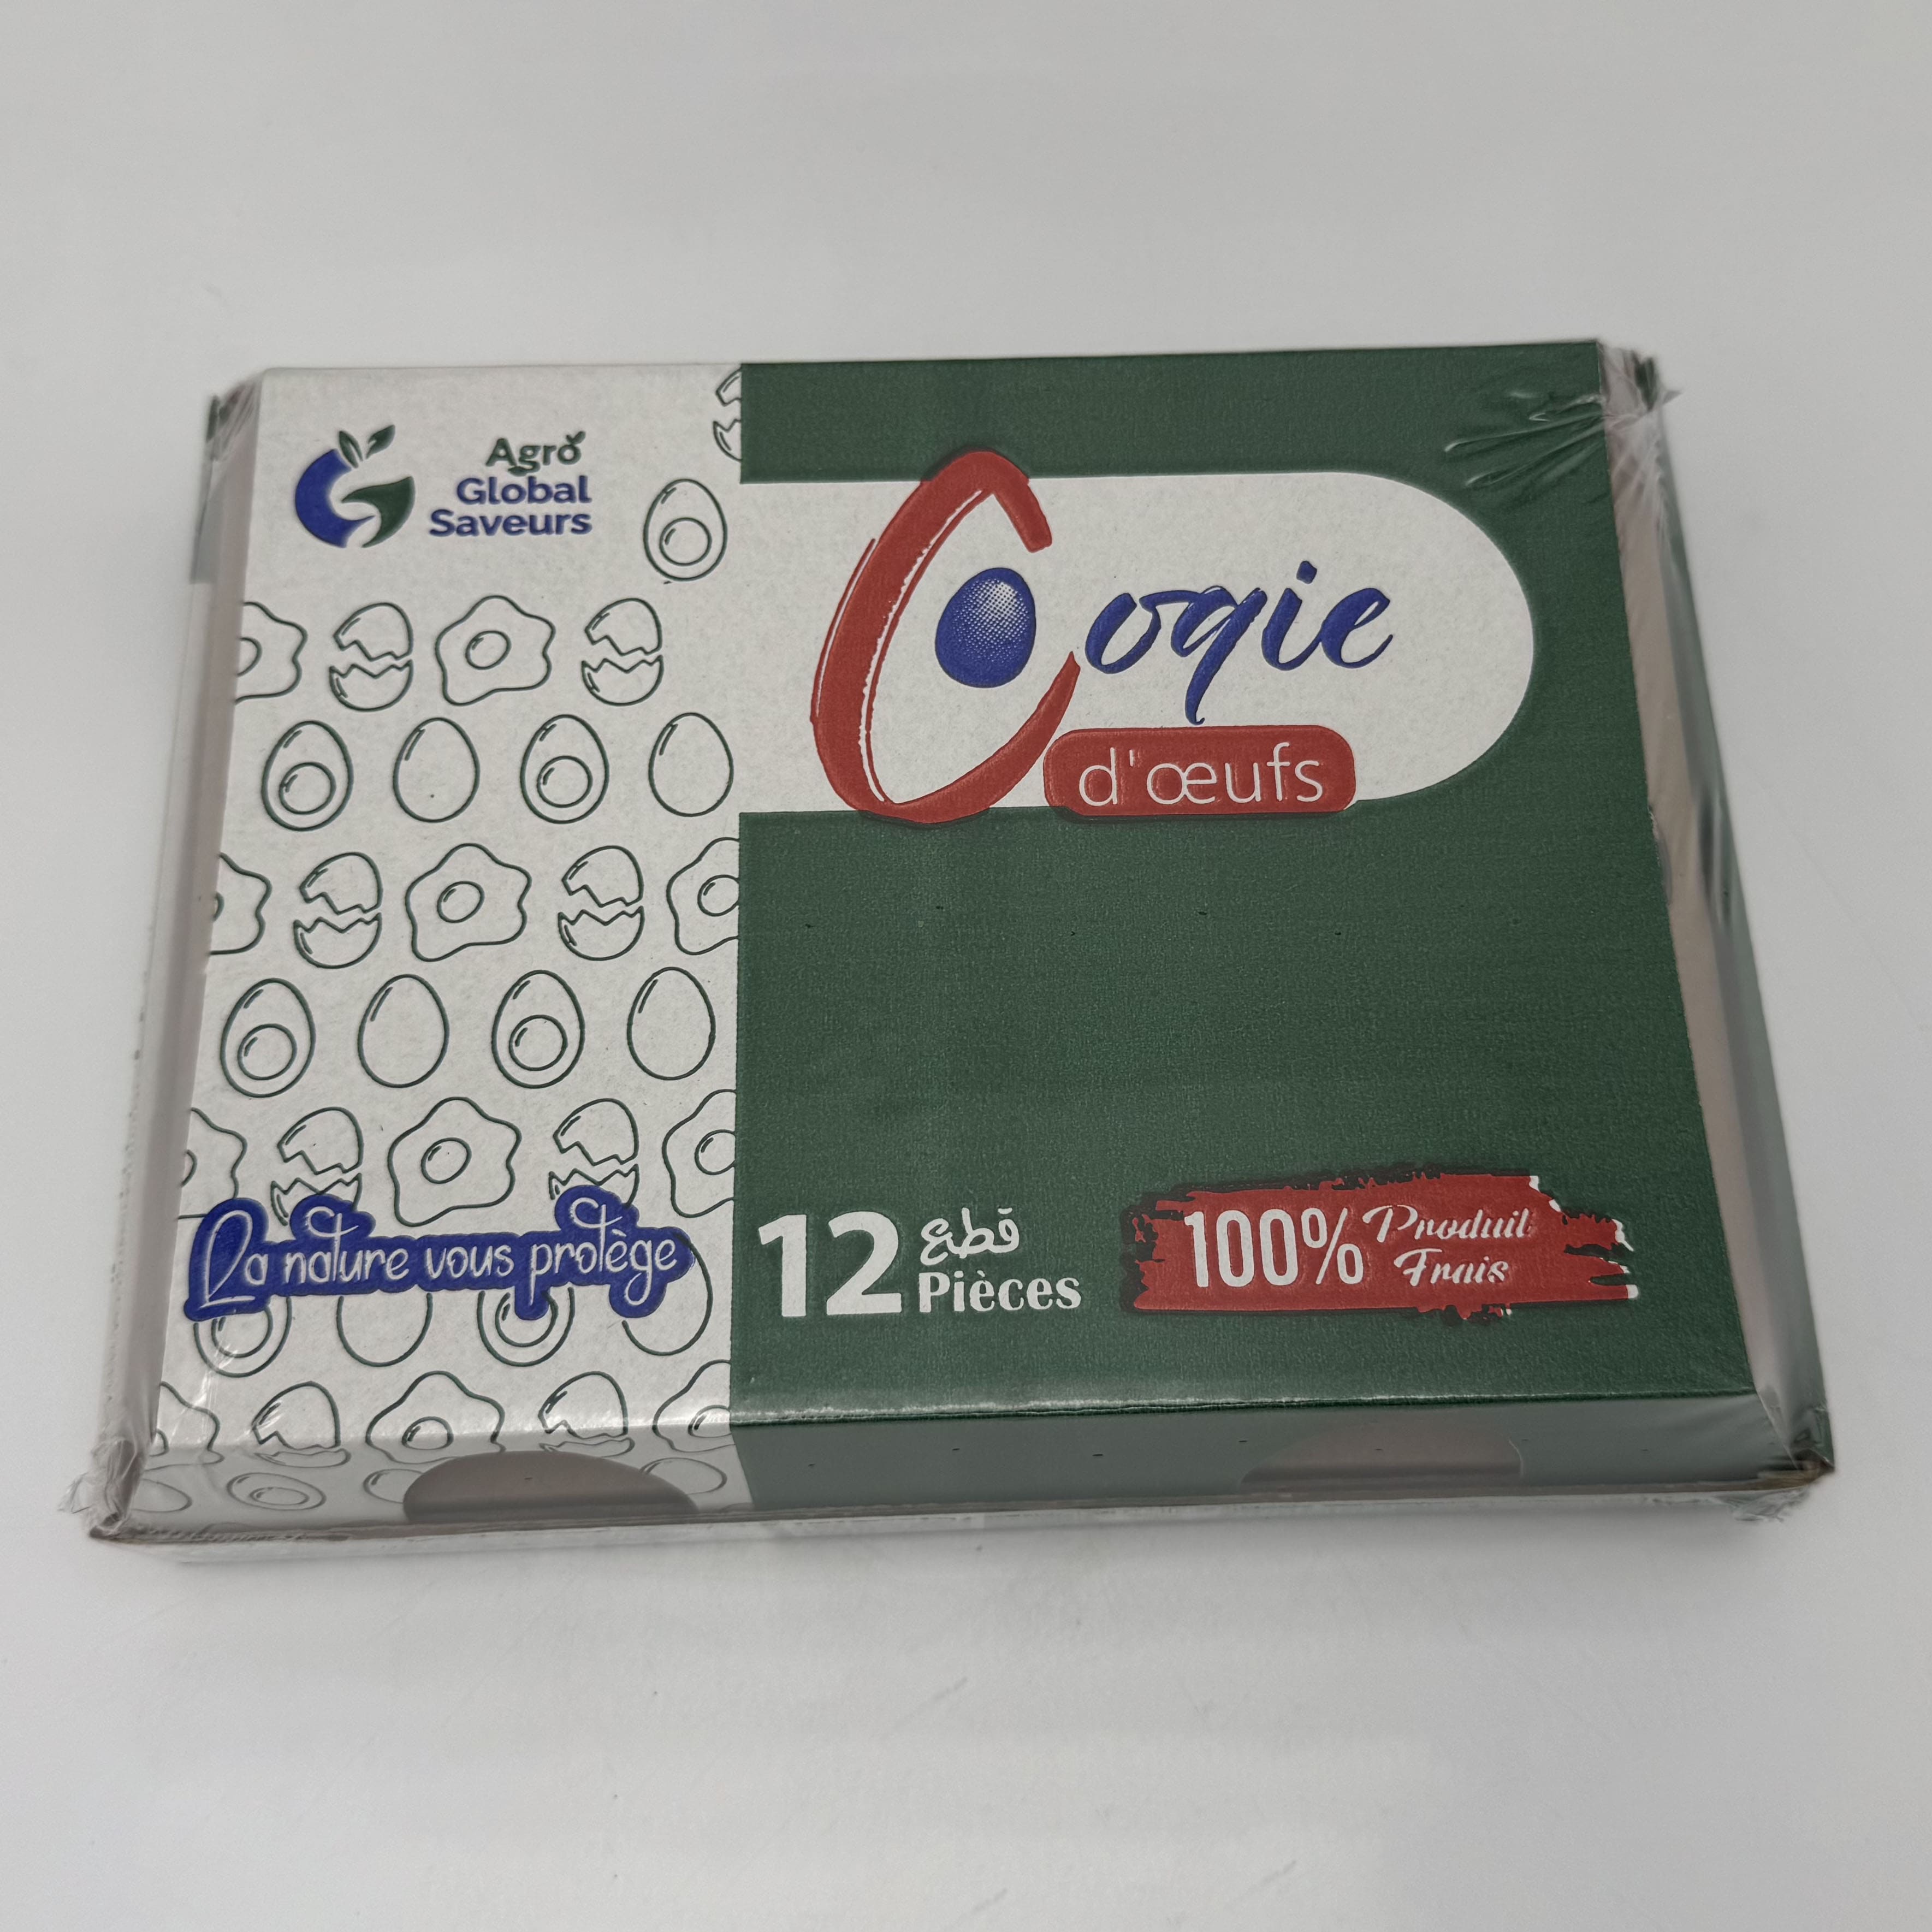 Agro
Global
Saveurs
Coqie
d'œufs
La nature vous protège
12 قطع
Pièces
100% Produit
Frais